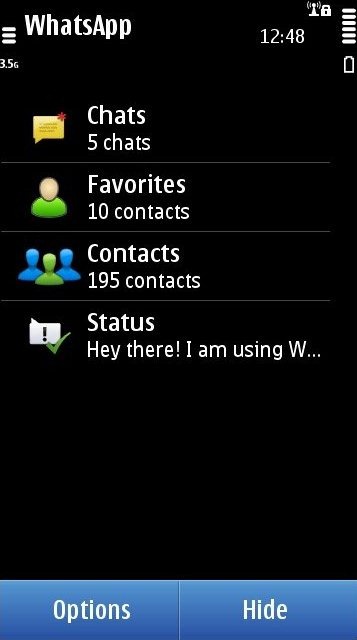 WhatsApp
12:48
3.5G
Chats
5 chats
Favorites
10 contacts
Contacts
195 contacts
Status
Hey there! I am using W...
Options
Hide